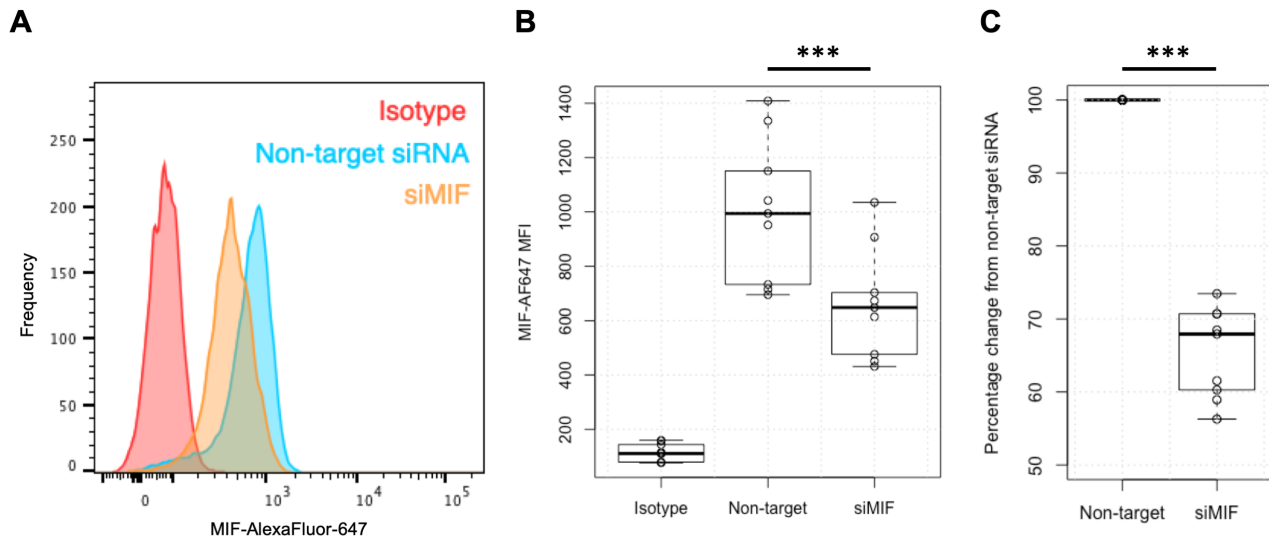 A
Isotype
Non-target siRNA
siMIF
250
200
150
100
50
0
Frequency
0
10³
10⁴
10⁵
MIF-AlexaFluor-647
B
***
1400
1200
1000
800
600
400
200
MIF-AF647 MFI
Isotype
Non-target
siMIF
C
***
100
90
80
70
60
50
Percentage change from non-target siRNA
Non-target
siMIF